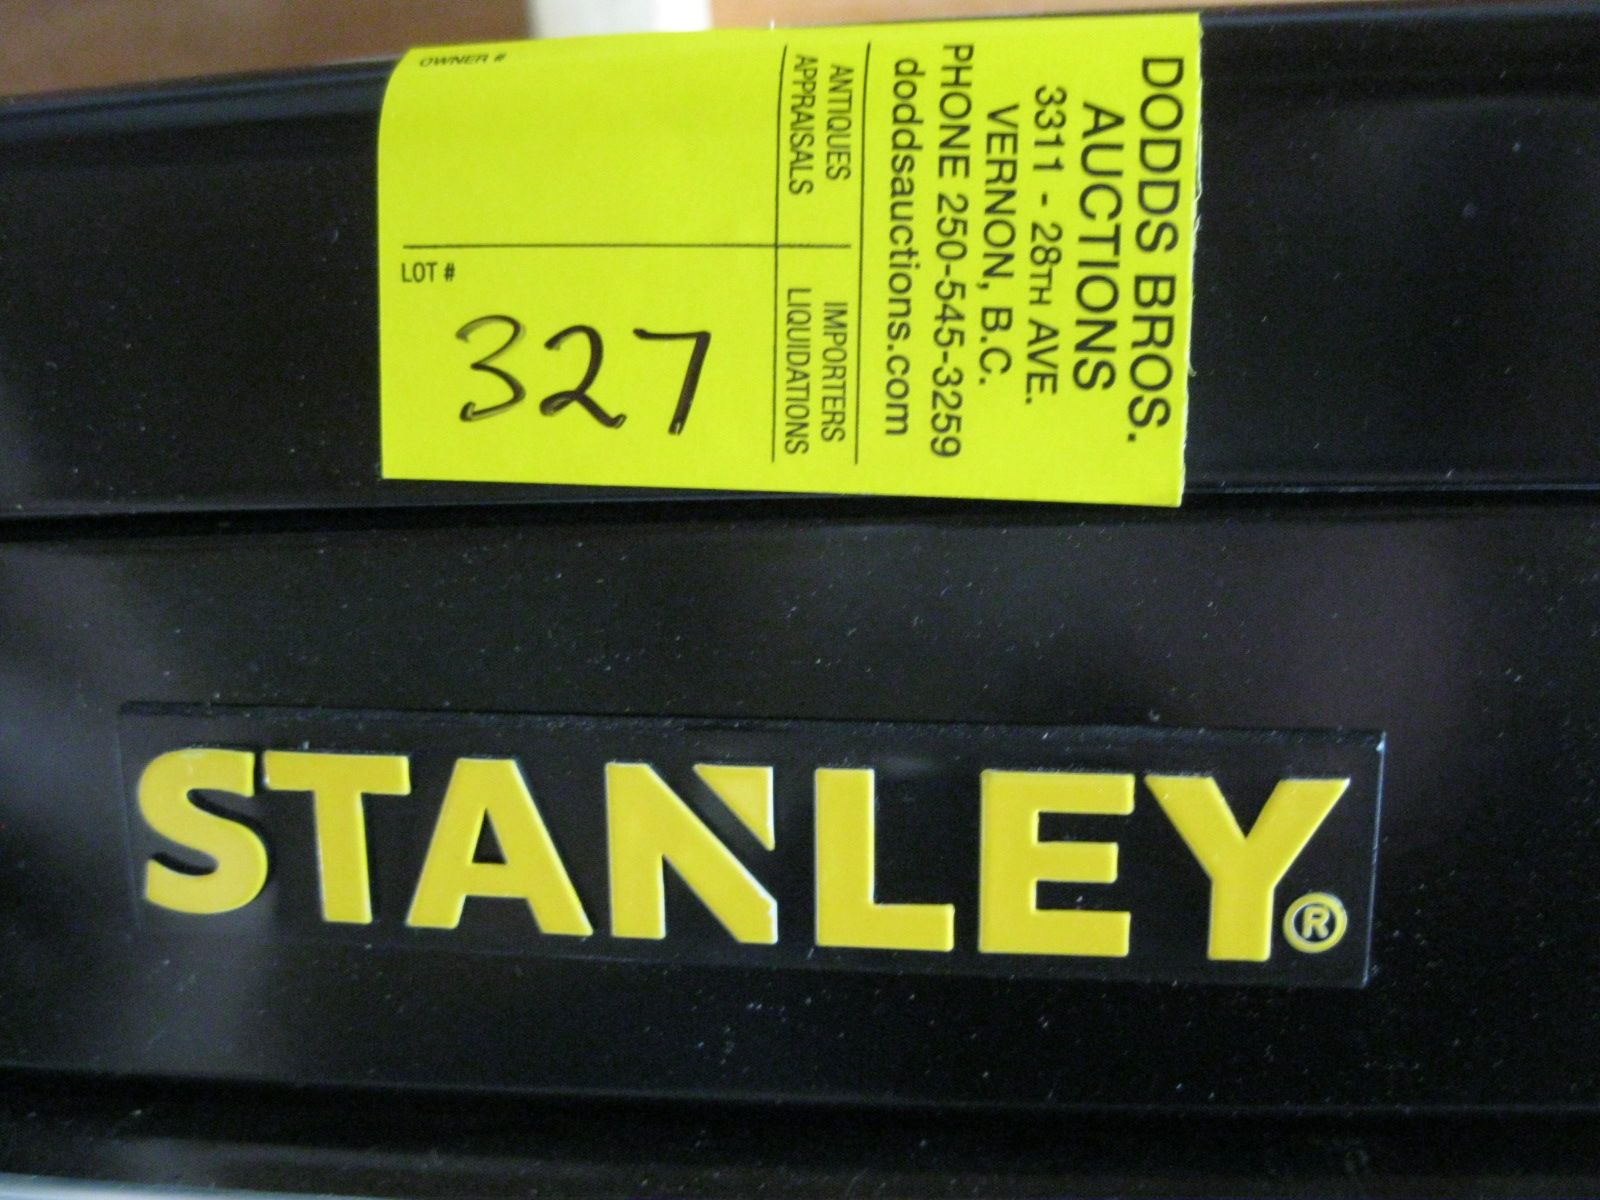 DODDS BROS.
AUCTIONS
3311 - 28TH AVE.
VERNON, B.C.
PHONE 250-545-3259
doddsauctions.com
ANTIQUES
APPRAISALS
IMPORTERS
LIQUIDATIONS
OWNER #
LOT #
327
STANLEY®